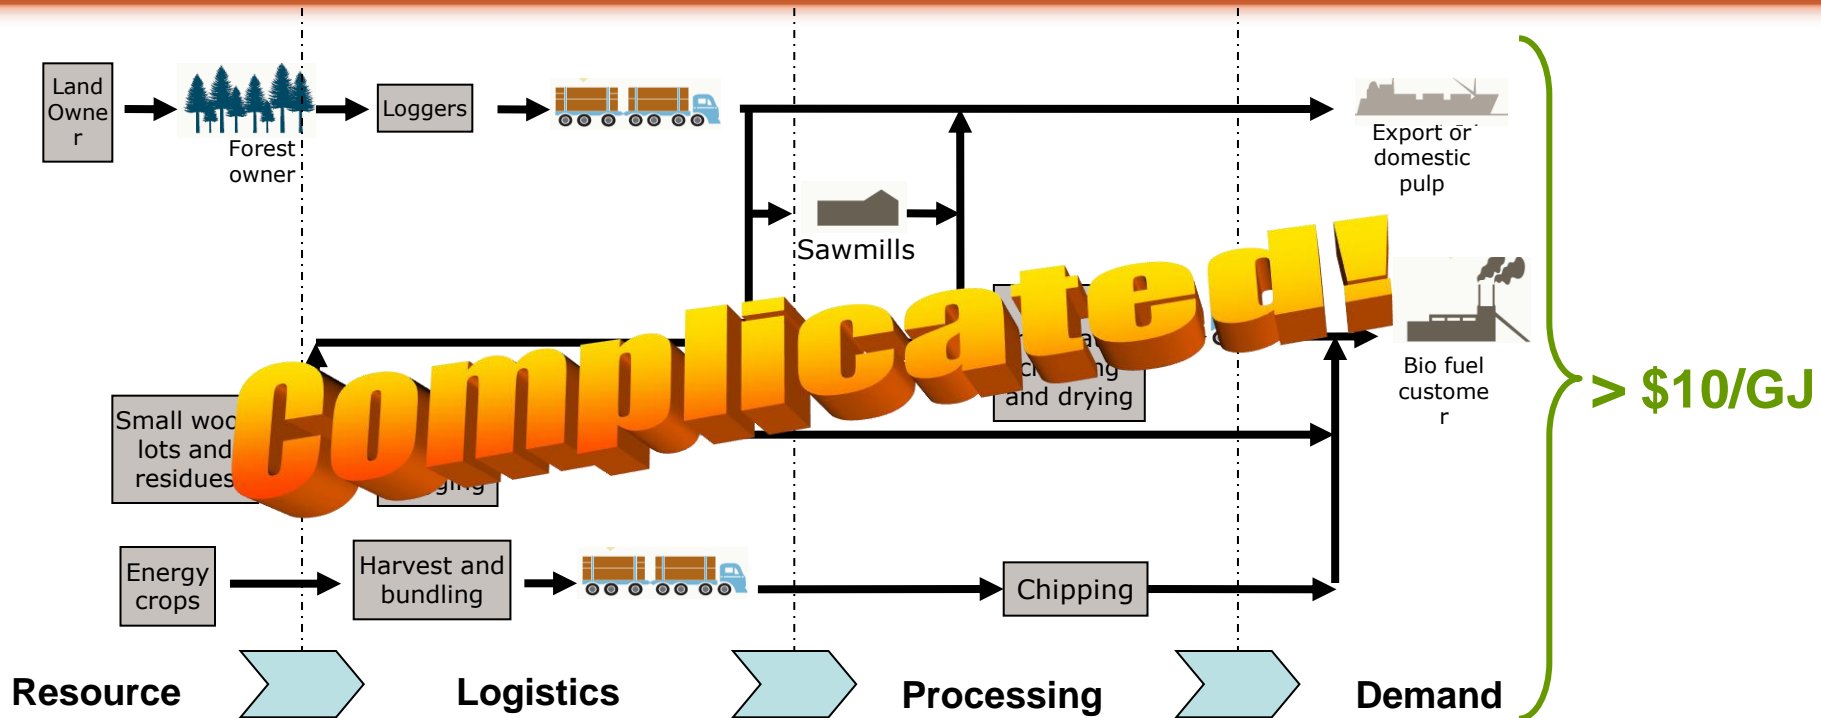 Land
Owne
r
Forest
owner
Loggers
Export or
domestic
pulp
Sawmills
Complicated!
and drying
Bio fuel
custome
r
> $10/GJ
Small
lots and
residues
Energy
crops
Harvest and
bundling
Chipping
Resource
Logistics
Processing
Demand